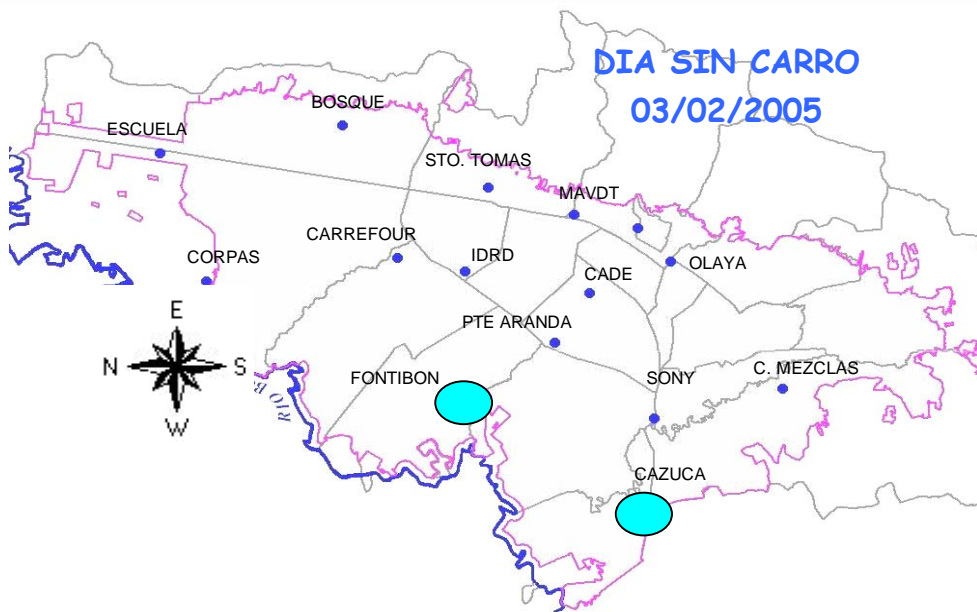 DIA SIN CARRO
03/02/2005
BOSQUE
ESCUELA
STO. TOMAS
MAVDT
CARREFOUR
IDRD
OLAYA
CORPAS
CADE
PTE ARANDA
E
N
S
W
FONTIBON
SONY
C. MEZCLAS
RIO B
CAZUCA